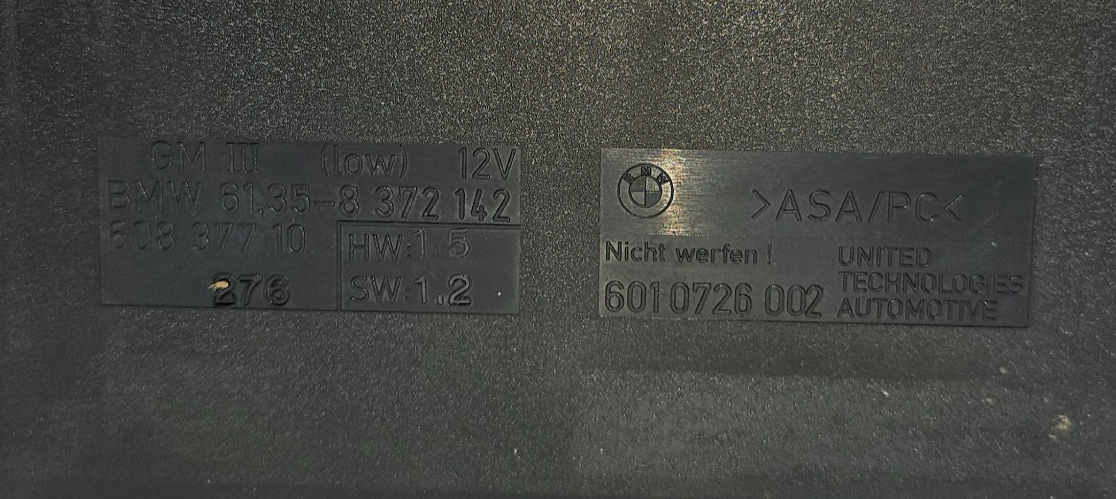 GM III (low) 12V
BMW 61.35-8 372 142
608 377 10
HW:1 5
276
SW:1.2
BMW
>ASA/PC<
Nicht werfen !
6010726 002
UNITED
TECHNOLOGIES
AUTOMOTIVE